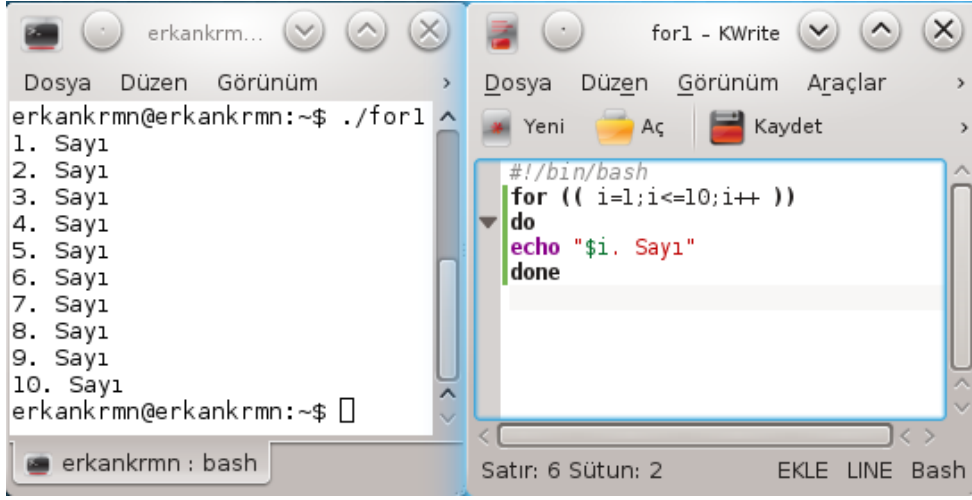 erkankrm...
Dosya Düzen Görünüm
erkankrmn@erkankrmn:~$ ./for1
1. Sayı
2. Sayı
3. Sayı
4. Sayı
5. Sayı
6. Sayı
7. Sayı
8. Sayı
9. Sayı
10. Sayı
erkankrmn@erkankrmn:~$
erkankrmn : bash
for1 – KWrite
Dosya Düzen Görünüm Araçlar
Yeni Aç Kaydet
#!/bin/bash
for (( i=1;i<=10;i++ ))
do
echo "$i. Sayı"
done
Satır: 6 Sütun: 2 EKLE LINE Bash